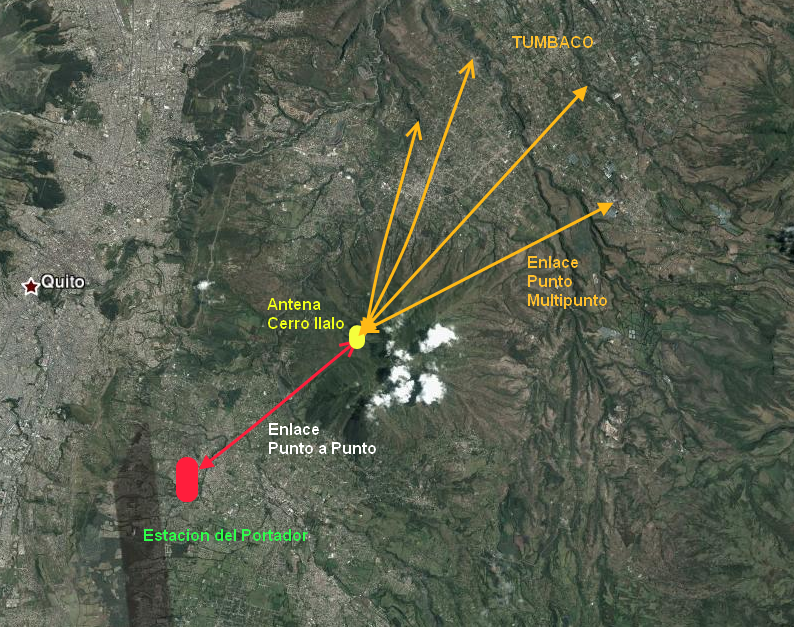 TUMBACO
Enlace
Punto
Multipunto
Quito
Antena
Cerro Ilalo
Enlace
Punto a Punto
Estacion del Portador